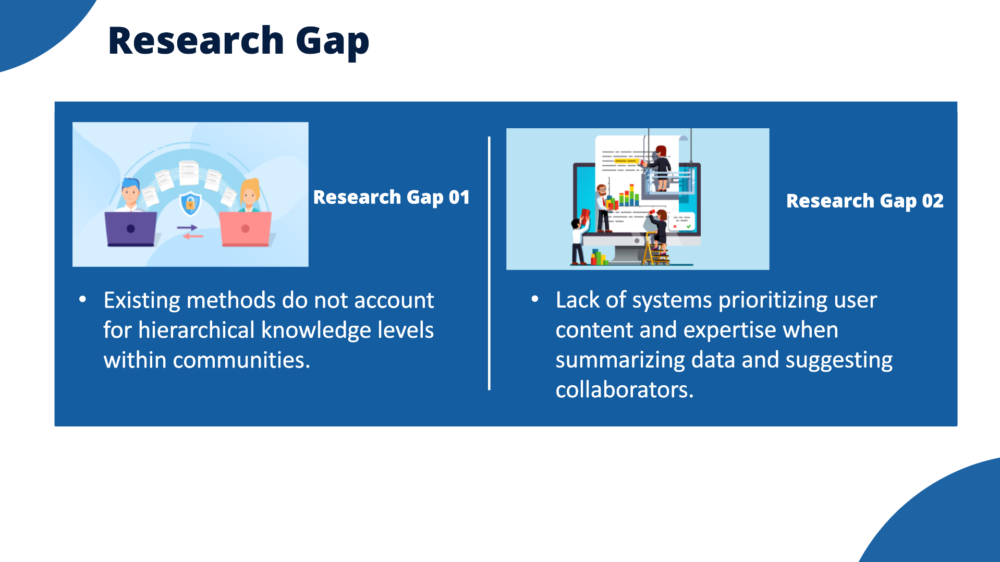 Research Gap
Research Gap 01
• Existing methods do not account
for hierarchical knowledge levels
within communities.
Research Gap 02
• Lack of systems prioritizing user
content and expertise when
summarizing data and suggesting
collaborators.